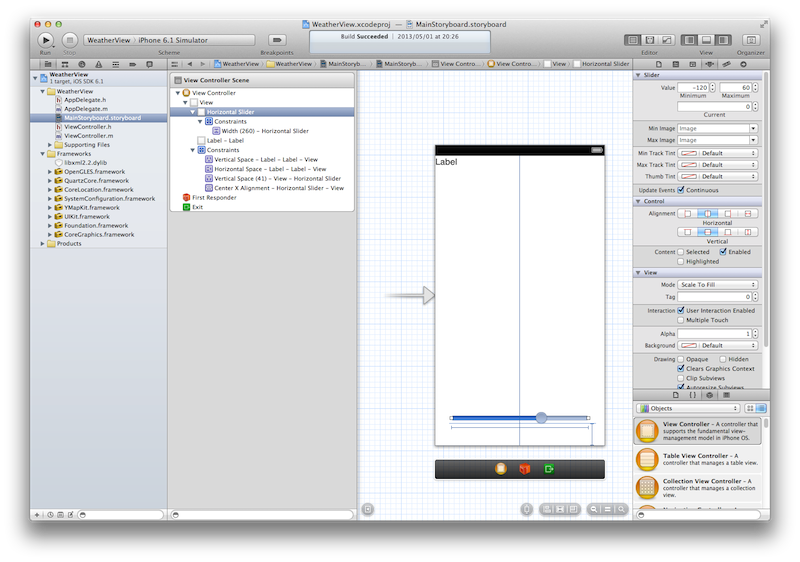 WeatherView.xcodeproj — MainStoryboard.storyboard
WeatherView iPhone 6.1 Simulator
Build Succeeded 2013/05/01 at 20:26
Run Stop Scheme Breakpoints Editor View Organizer
WeatherView WeatherView MainStoryb... MainStoryb... View Contr... View Contr... View Horizontal Slider
WeatherView
1 target, iOS SDK 6.1
WeatherView
AppDelegate.h
AppDelegate.m
MainStoryboard.storyboard
ViewController.h
ViewController.m
Supporting Files
Frameworks
libxml2.2.dylib
OpenGLES.framework
QuartzCore.framework
CoreLocation.framework
SystemConfiguration.framework
YMapKit.framework
UIKit.framework
Foundation.framework
CoreGraphics.framework
Products
View Controller Scene
View Controller
View
Horizontal Slider
Constraints
Width (260) - Horizontal Slider
Label - Label
Constraints
Vertical Space - Label - Label - View
Horizontal Space - Label - Label - View
Vertical Space (41) - View - Horizontal Slider
Center X Alignment - Horizontal Slider - View
First Responder
Exit
Label
Slider
Value -120 60
Minimum Maximum
0
Current
Min Image Image
Max Image Image
Min Track Tint Default
Max Track Tint Default
Thumb Tint Default
Update Events Continuous
Control
Alignment
Horizontal
Vertical
Content Selected Enabled
Highlighted
View
Mode Scale To Fill
Tag 0
Interaction User Interaction Enabled
Multiple Touch
Alpha 1
Background Default
Drawing Opaque Hidden
Clears Graphics Context
Clip Subviews
Autoresize Subviews
Objects
View Controller - A
controller that
supports the fundamental view-
management model in iPhone OS.
Table View Controller - A
controller that manages a table view.
Collection View Controller - A
controller that manages a collection
view.